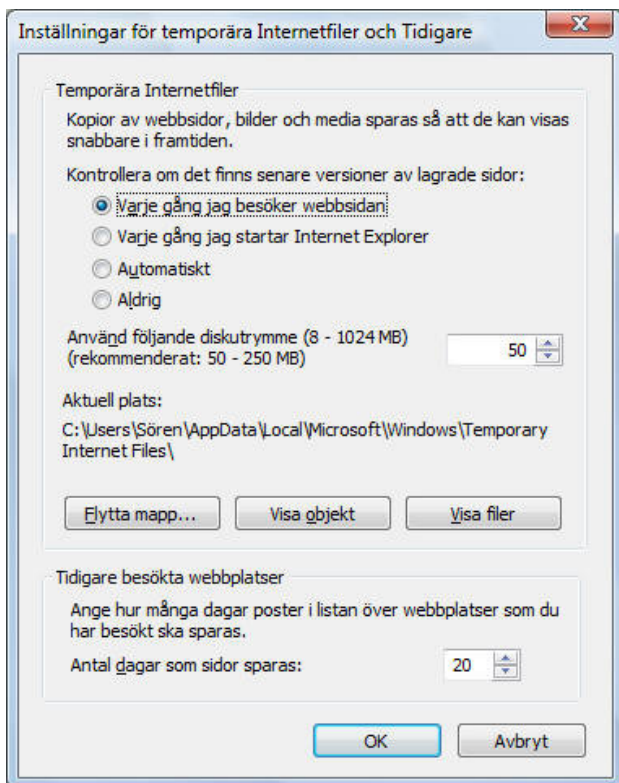 Inställningar för temporära Internetfiler och Tidigare
Temporära Internetfiler
Kopior av webbsidor, bilder och media sparas så att de kan visas
snabbare i framtiden.
Kontrollera om det finns senare versioner av lagrade sidor:
Varje gång jag besöker webbsidan
Varje gång jag startar Internet Explorer
Automatiskt
Aldrig
Använd följande diskutrymme (8 - 1024 MB)
(rekommenderat: 50 - 250 MB)
50
Aktuell plats:
C:\Users\Sören\AppData\Local\Microsoft\Windows\Temporary
Internet Files\
Flytta mapp...
Visa objekt
Visa filer
Tidigare besökta webbplatser
Ange hur många dagar poster i listan över webbplatser som du
har besökt ska sparas.
Antal dagar som sidor sparas:
20
OK
Avbryt